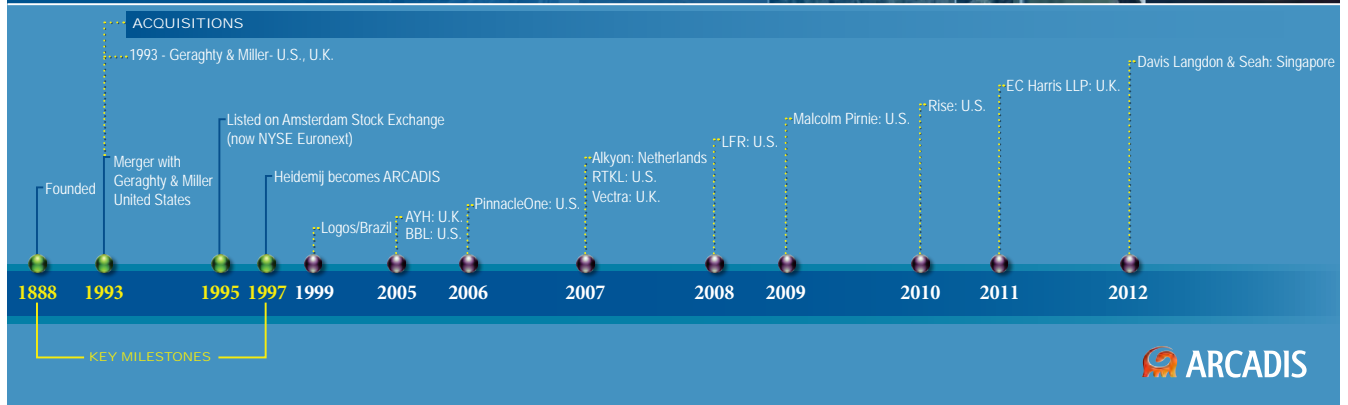 ACQUISITIONS
1993 - Geraghty & Miller- U.S., U.K.
Founded
Merger with
Geraghty & Miller
United States
Listed on Amsterdam Stock Exchange
(now NYSE Euronext)
Heidemij becomes ARCADIS
Logos/Brazil
AYH: U.K.
BBL: U.S.
PinnacleOne: U.S.
Alkyon: Netherlands
RTKL: U.S.
Vectra: U.K.
LFR: U.S.
Malcolm Pirnie: U.S.
Rise: U.S.
EC Harris LLP: U.K.
Davis Langdon & Seah: Singapore
1888 1993 1995 1997 1999 2005 2006 2007 2008 2009 2010 2011 2012
KEY MILESTONES
ARCADIS